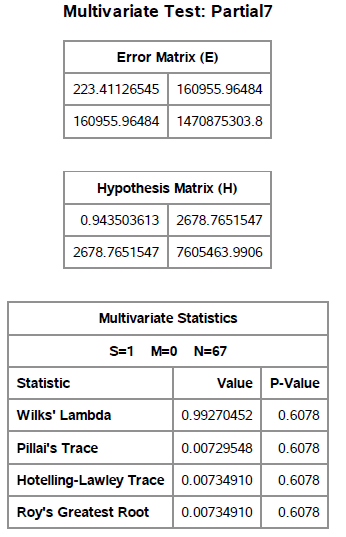 Multivariate Test: Partial7
Error Matrix (E)
223.41126545 160955.96484
160955.96484 1470875303.8
Hypothesis Matrix (H)
0.943503613 2678.7651547
2678.7651547 7605463.9906
Multivariate Statistics
S=1 M=0 N=67
Statistic Value P-Value
Wilks' Lambda 0.99270452 0.6078
Pillai's Trace 0.00729548 0.6078
Hotelling-Lawley Trace 0.00734910 0.6078
Roy's Greatest Root 0.00734910 0.6078